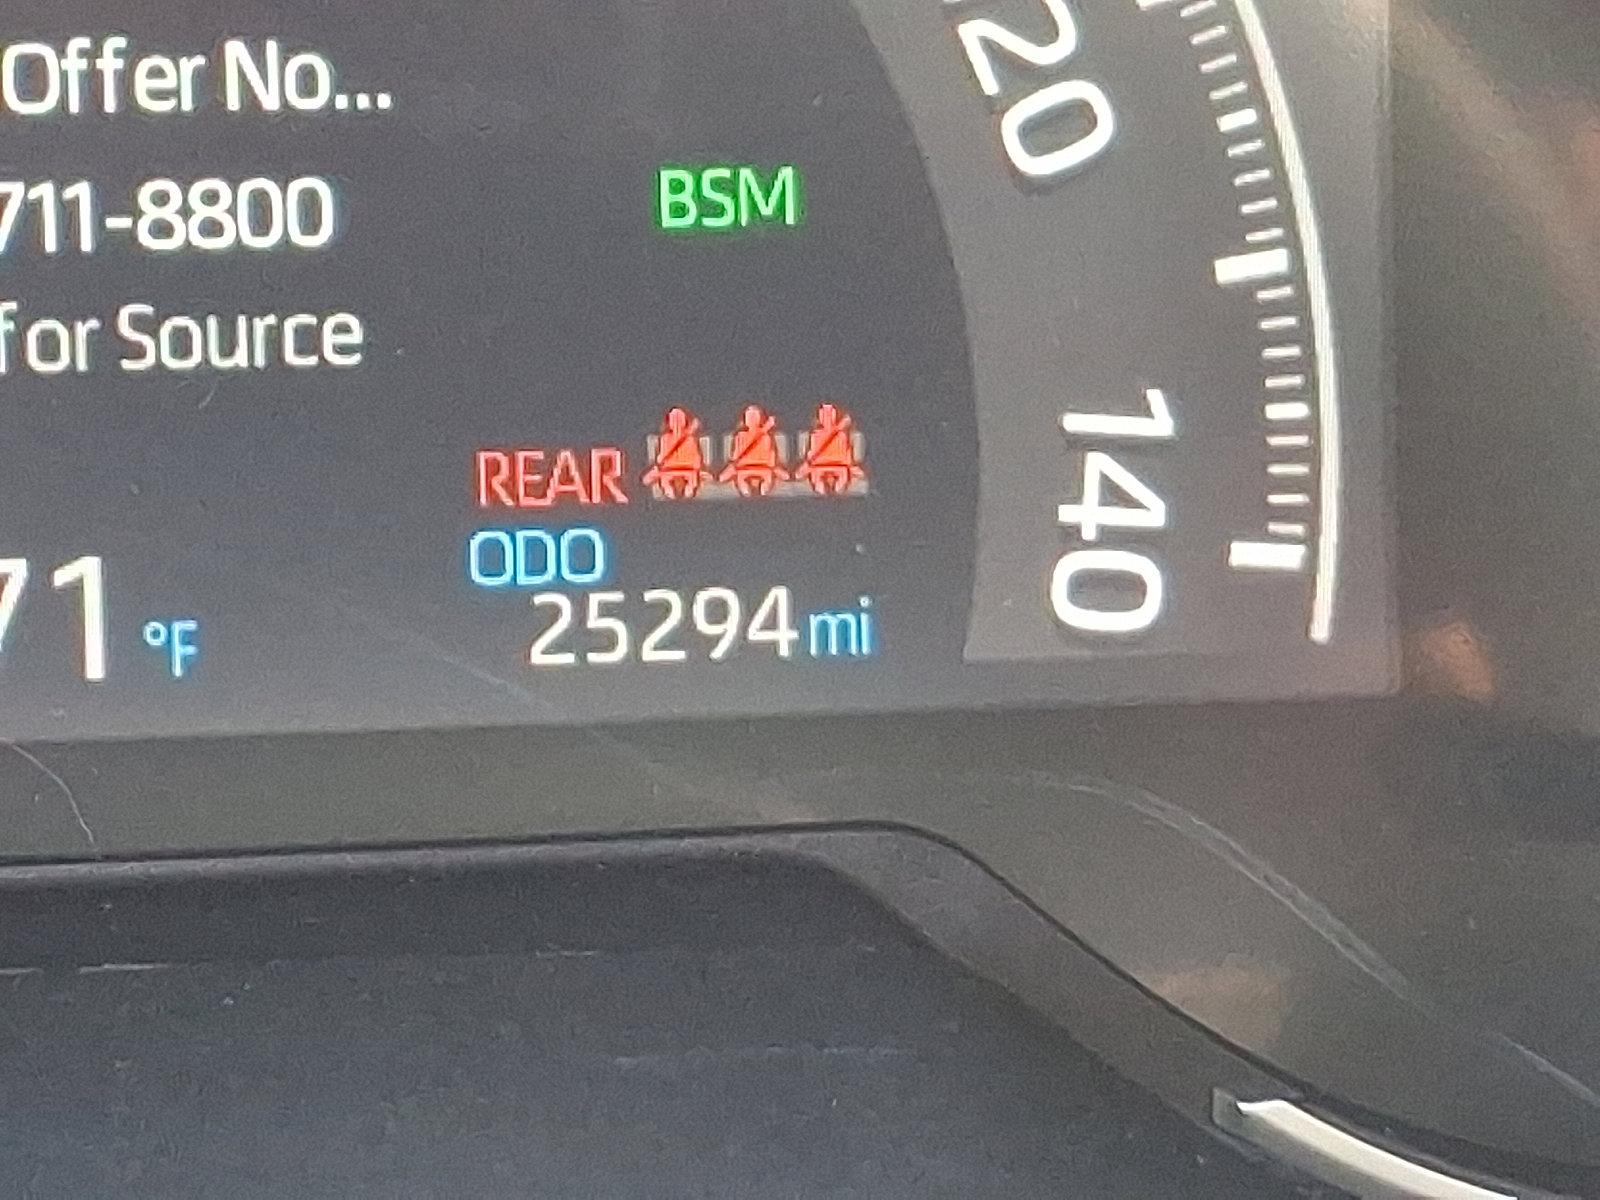 Offer No...
711-8800
for Source
BSM
REAR
ODO
25294 mi
71 °F
120
140